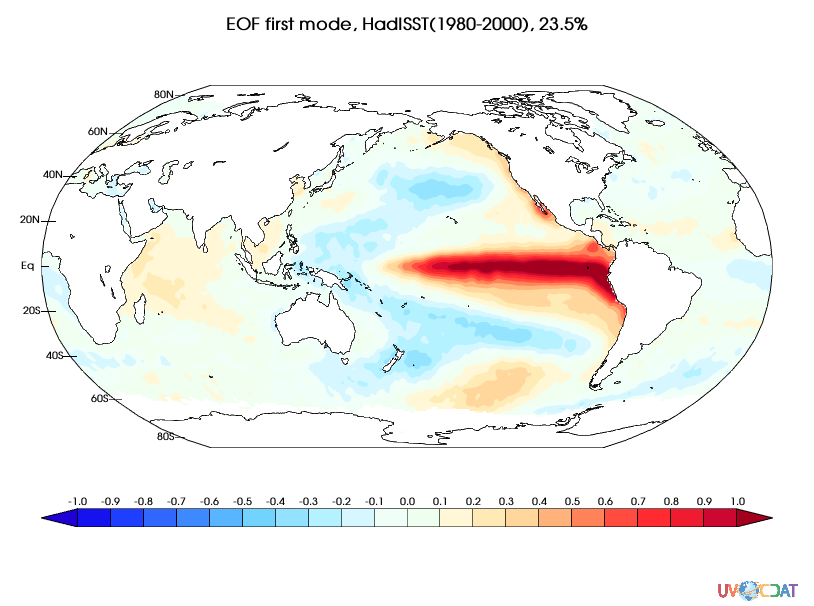 EOF first mode, HadISST(1980-2000), 23.5%
80N
60N
40N
20N
Eq
20S
40S
60S
80S
-1.0 -0.9 -0.8 -0.7 -0.6 -0.5 -0.4 -0.3 -0.2 -0.1 0.0 0.1 0.2 0.3 0.4 0.5 0.6 0.7 0.8 0.9 1.0
UVCDAT